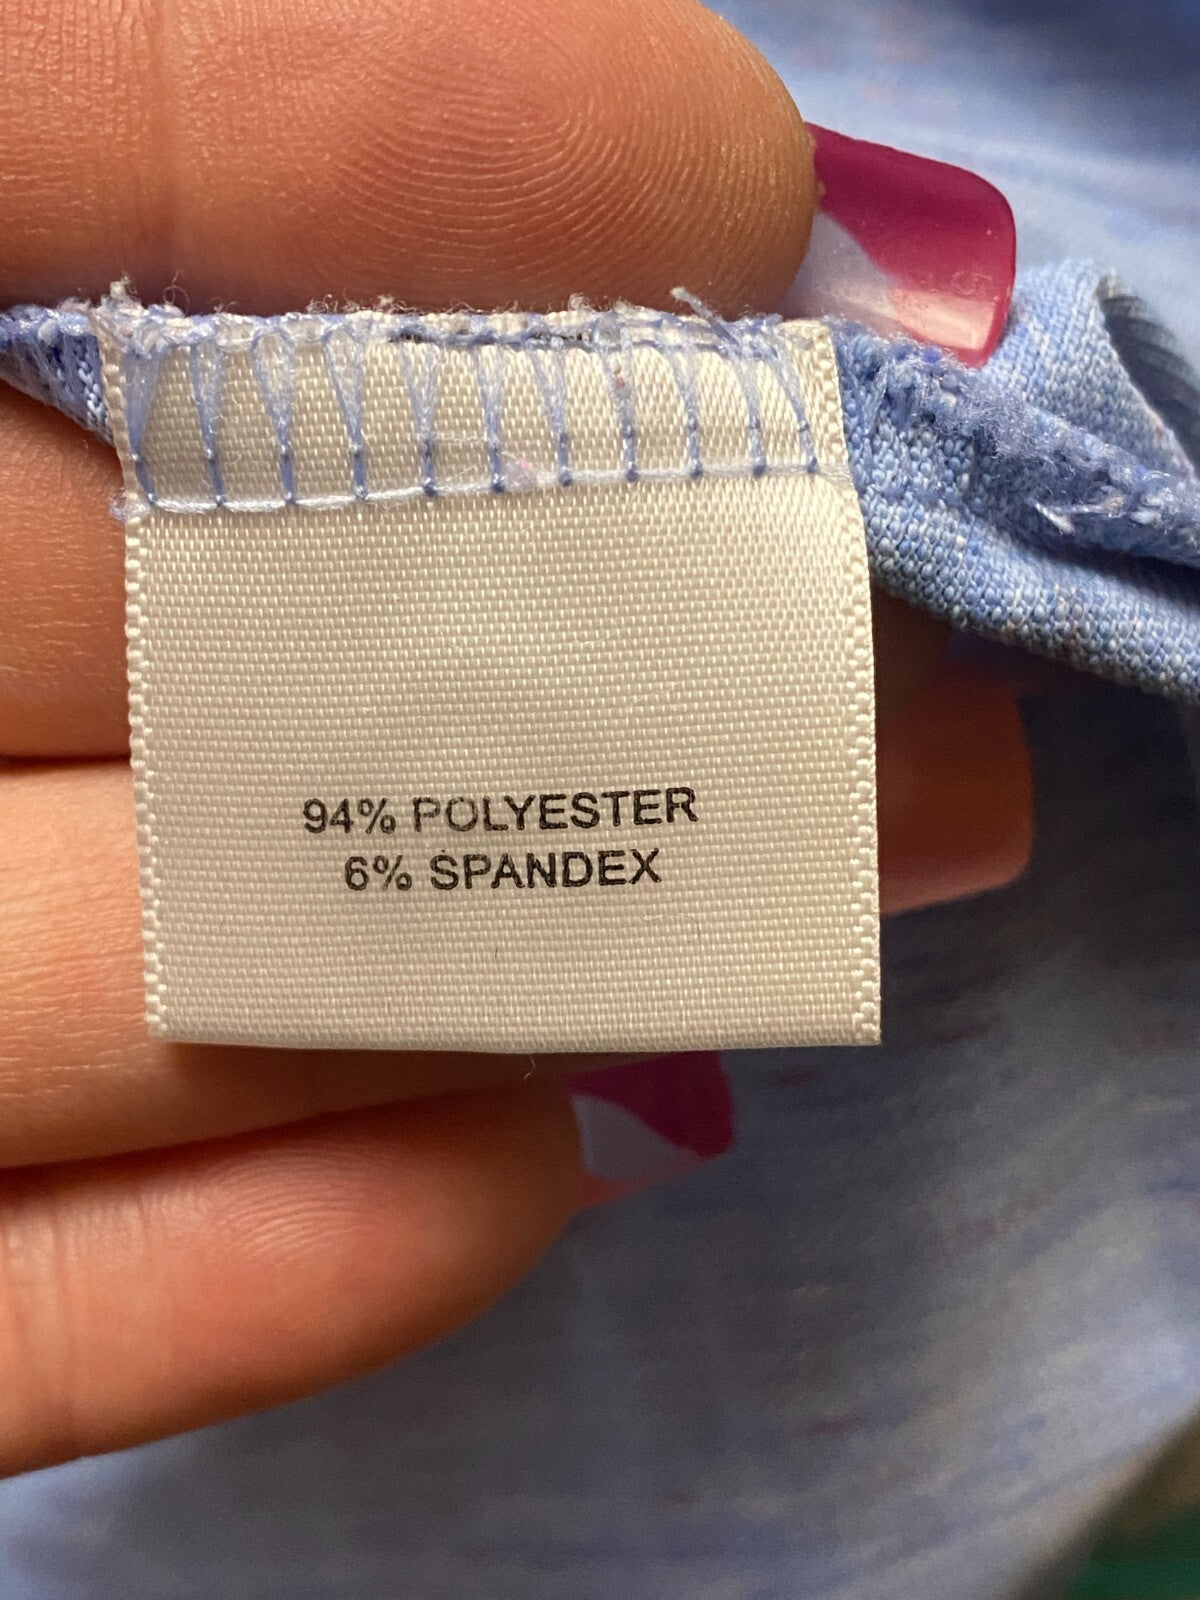 94% POLYESTER
6% SPANDEX